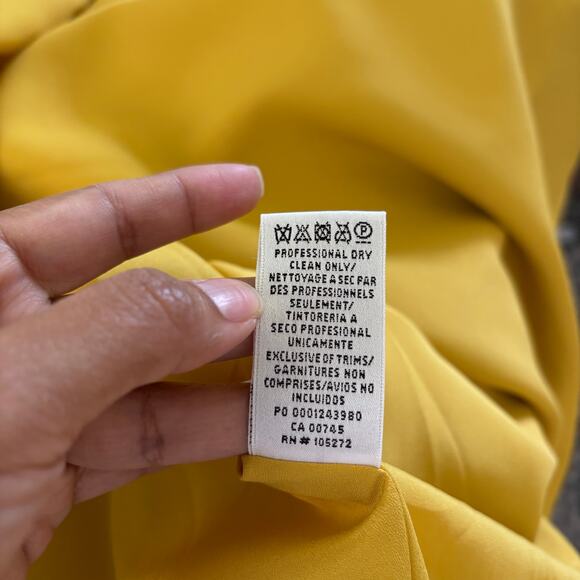 P
PROFESSIONAL DRY
CLEAN ONLY/
NETTOYAGE A SEC PAR
DES PROFESSIONNELS
SEULEMENT/
TINTORERIA A
SECO PROFESIONAL
UNICAMENTE
EXCLUSIVE OF TRIMS/
GARNITURES NON
COMPRISES/AVIOS NO
INCLUIDOS
PO 0001243980
CA 00745
RN # 105272